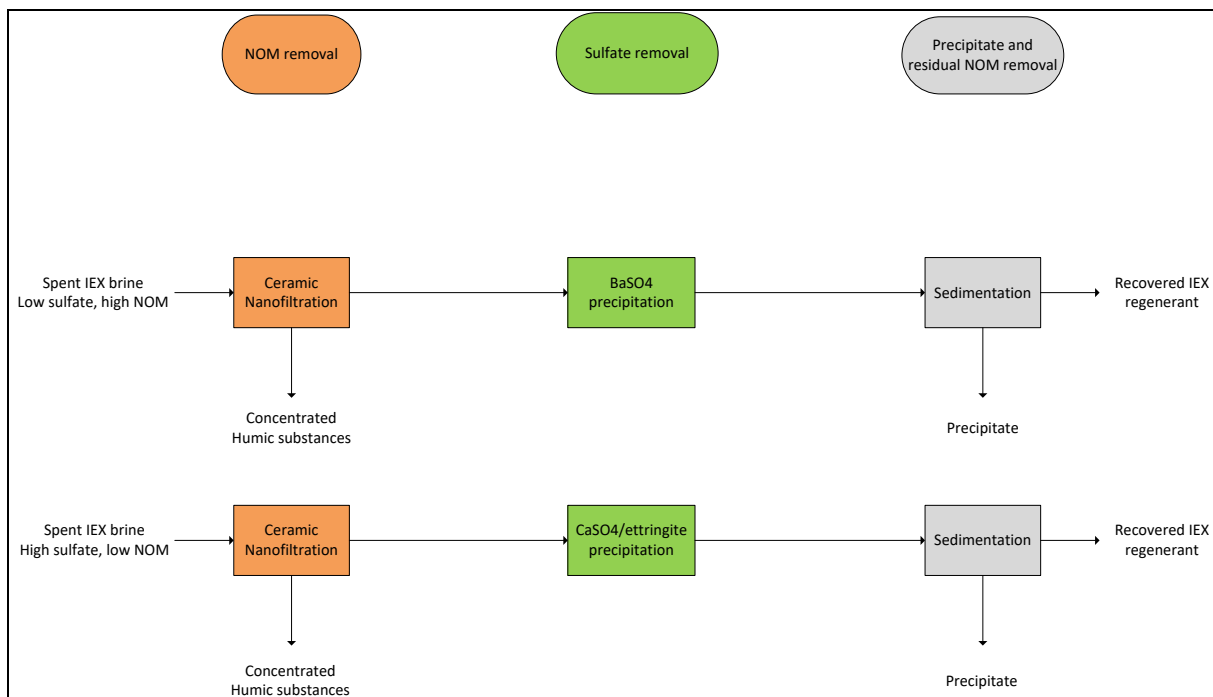 NOM removal
Sulfate removal
Precipitate and
residual NOM removal
Spent IEX brine
Low sulfate, high NOM
Ceramic
Nanofiltration
BaSO4
precipitation
Sedimentation
Recovered IEX
regenerant
Concentrated
Humic substances
Precipitate
Spent IEX brine
High sulfate, low NOM
Ceramic
Nanofiltration
CaSO4/ettringite
precipitation
Sedimentation
Recovered IEX
regenerant
Concentrated
Humic substances
Precipitate